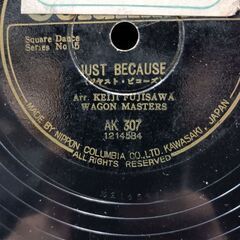 Square Dance
Series No. 5
JUST BECAUSE
(ジャスト・ビコーズ)
Arr. KEIJI FUJISAWA
WAGON MASTERS
AK 307
1214584
MADE BY NIPPON COLUMBIA CO., LTD. KAWASAKI, JAPAN
ALL RIGHTS RESERVED